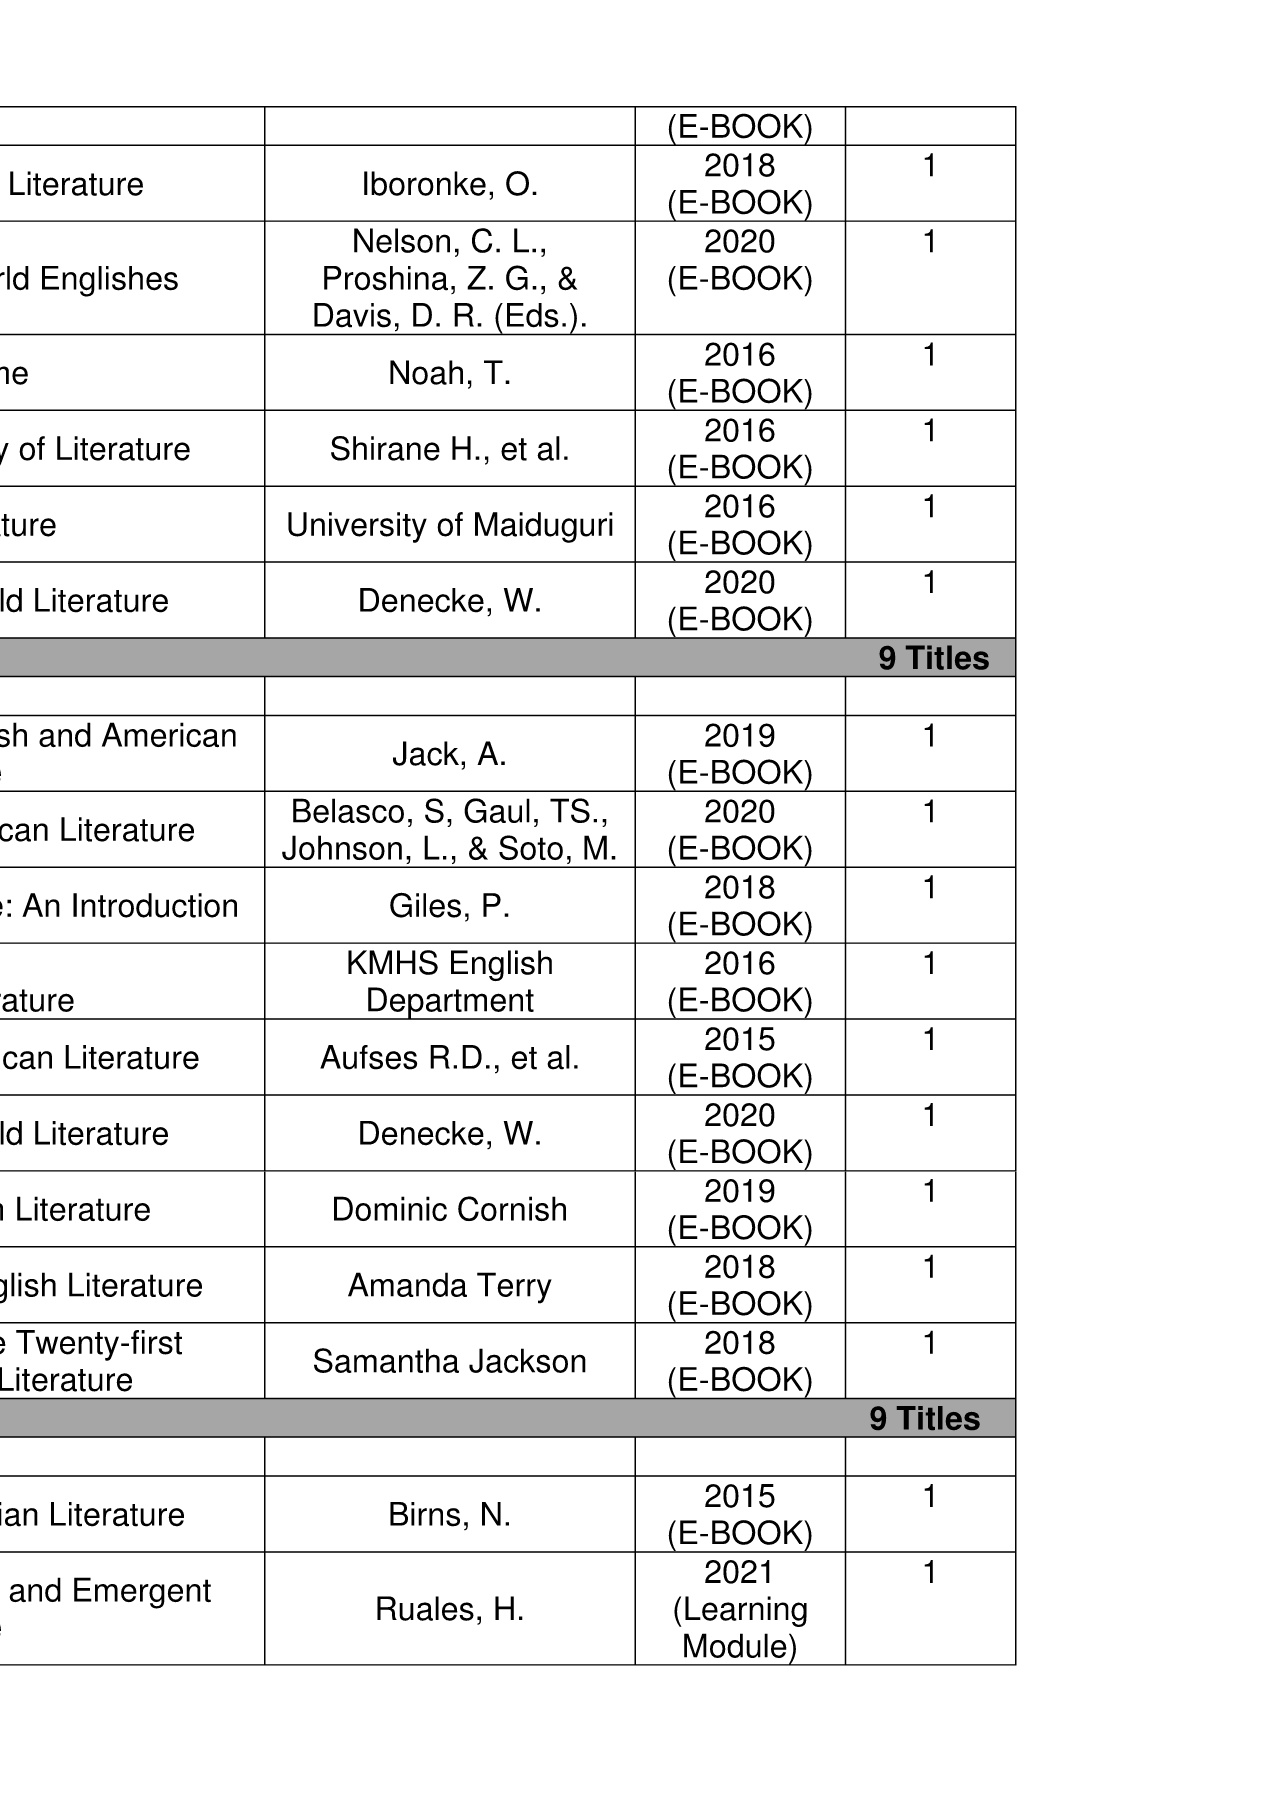 (E-BOOK)
Literature Iboronke, O. 2018 (E-BOOK) 1
rld Englishes Nelson, C. L., Proshina, Z. G., & Davis, D. R. (Eds.). 2020 (E-BOOK) 1
me Noah, T. 2016 (E-BOOK) 1
y of Literature Shirane H., et al. 2016 (E-BOOK) 1
ture University of Maiduguri 2016 (E-BOOK) 1
ld Literature Denecke, W. 2020 (E-BOOK) 1
9 Titles
sh and American e Jack, A. 2019 (E-BOOK) 1
can Literature Belasco, S, Gaul, TS., Johnson, L., & Soto, M. 2020 (E-BOOK) 1
e: An Introduction Giles, P. 2018 (E-BOOK) 1
rature KMHS English Department 2016 (E-BOOK) 1
can Literature Aufses R.D., et al. 2015 (E-BOOK) 1
ld Literature Denecke, W. 2020 (E-BOOK) 1
n Literature Dominic Cornish 2019 (E-BOOK) 1
glish Literature Amanda Terry 2018 (E-BOOK) 1
e Twenty-first Literature Samantha Jackson 2018 (E-BOOK) 1
9 Titles
ian Literature Birns, N. 2015 (E-BOOK) 1
and Emergent e Ruales, H. 2021 (Learning Module) 1